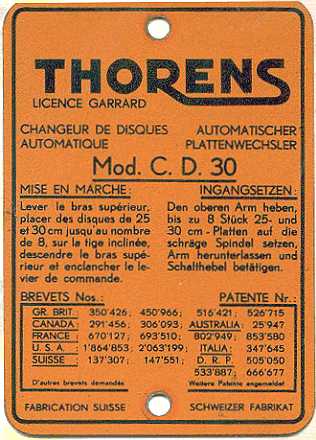 THORENS
LICENCE GARRARD
CHANGEUR DE DISQUES AUTOMATIQUE
AUTOMATISCHER PLATTENWECHSLER
Mod. C. D. 30
MISE EN MARCHE:
Lever le bras supérieur,
placer des disques de 25
et 30 cm jusqu'au nombre
de 8, sur la tige inclinée,
descendre le bras supé-
rieur et enclancher le le-
vier de commande.
INGANGSETZEN:
Den oberen Arm heben,
bis zu 8 Stück 25- und
30 cm - Platten auf die
schräge Spindel setzen,
Arm herunterlassen und
Schalthebel betätigen.
BREVETS Nos.: PATENTE Nr.:
GR. BRIT. 350'426; 450'966; 516'421; 526'715
CANADA: 291'456; 306'093; AUSTRALIA: 25'947
FRANCE 670'127; 693'510; 802'949; 853'580
U. S. A. 1'864'853; 2'063'199; ITALIA: 347'645
SUISSE 137'307; 147'551; D. R. P. 505'050
533'887; 666'677
D'autres brevets demandés Weitere Patente angemeldet
FABRICATION SUISSE SCHWEIZER FABRIKAT